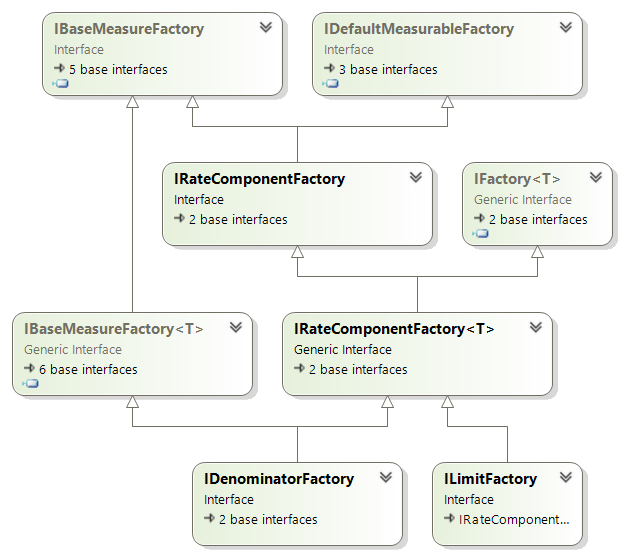 IBaseMeasureFactory
Interface
5 base interfaces
IDefaultMeasurableFactory
Interface
3 base interfaces
IRateComponentFactory
Interface
2 base interfaces
IFactory<T>
Generic Interface
2 base interfaces
IBaseMeasureFactory<T>
Generic Interface
6 base interfaces
IRateComponentFactory<T>
Generic Interface
2 base interfaces
IDenominatorFactory
Interface
2 base interfaces
ILimitFactory
Interface
IRateComponent...